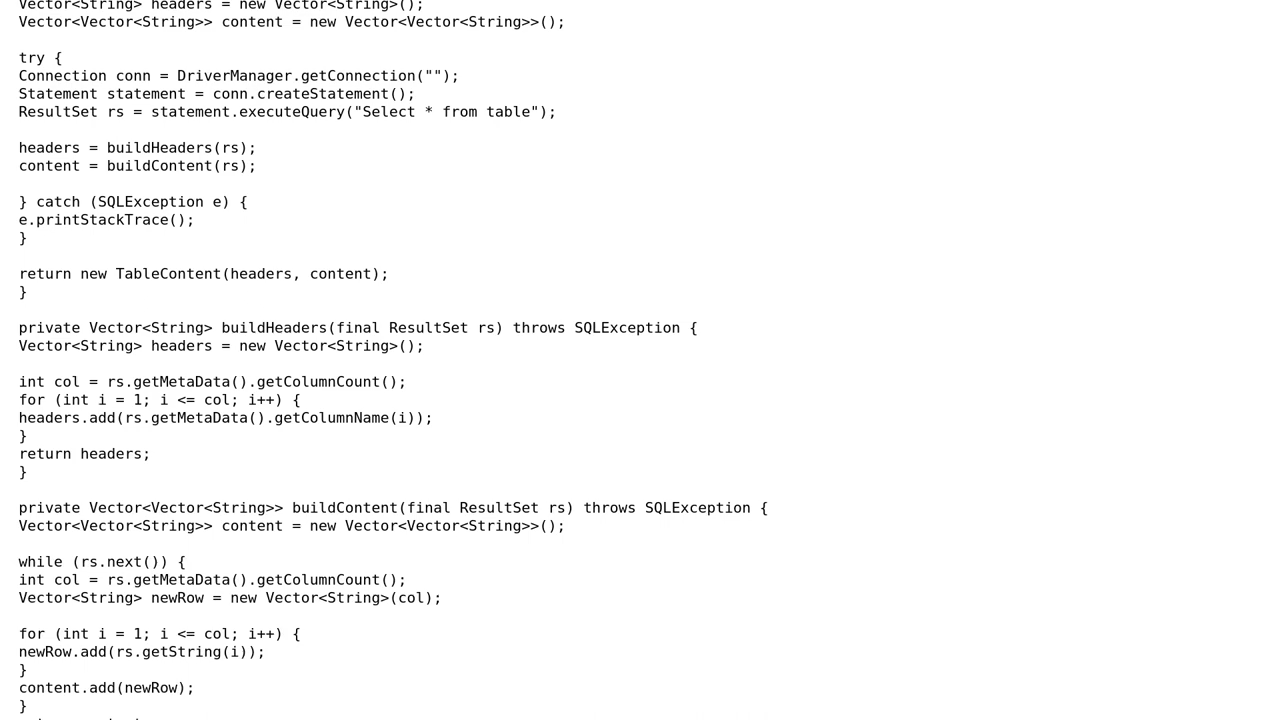 Vector<String> headers = new Vector<String>();
Vector<Vector<String>> content = new Vector<Vector<String>>();
try {
Connection conn = DriverManager.getConnection("");
Statement statement = conn.createStatement();
ResultSet rs = statement.executeQuery("Select * from table");
headers = buildHeaders(rs);
content = buildContent(rs);
} catch (SQLException e) {
e.printStackTrace();
}
return new TableContent(headers, content);
}
private Vector<String> buildHeaders(final ResultSet rs) throws SQLException {
Vector<String> headers = new Vector<String>();
int col = rs.getMetaData().getColumnCount();
for (int i = 1; i <= col; i++) {
headers.add(rs.getMetaData().getColumnName(i));
}
return headers;
}
private Vector<Vector<String>> buildContent(final ResultSet rs) throws SQLException {
Vector<Vector<String>> content = new Vector<Vector<String>>();
while (rs.next()) {
int col = rs.getMetaData().getColumnCount();
Vector<String> newRow = new Vector<String>(col);
for (int i = 1; i <= col; i++) {
newRow.add(rs.getString(i));
}
content.add(newRow);
}